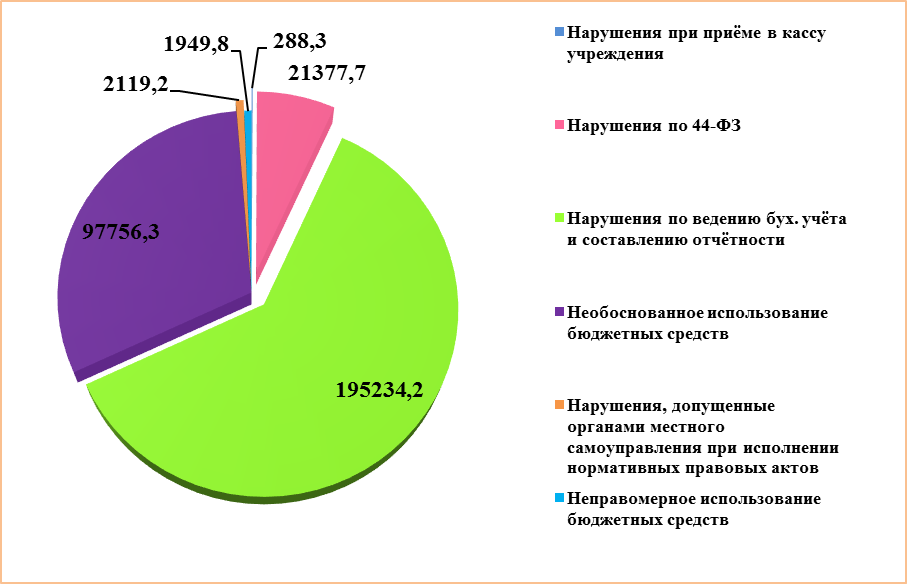 288,3
1949,8
21377,7
2119,2
97756,3
195234,2
Нарушения при приёме в кассу
учреждения
Нарушения по 44-ФЗ
Нарушения по ведению бух. учёта
и составлению отчётности
Необоснованное использование
бюджетных средств
Нарушения, допущенные
органами местного
самоуправления при исполнении
нормативных правовых актов
Неправомерное использование
бюджетных средств